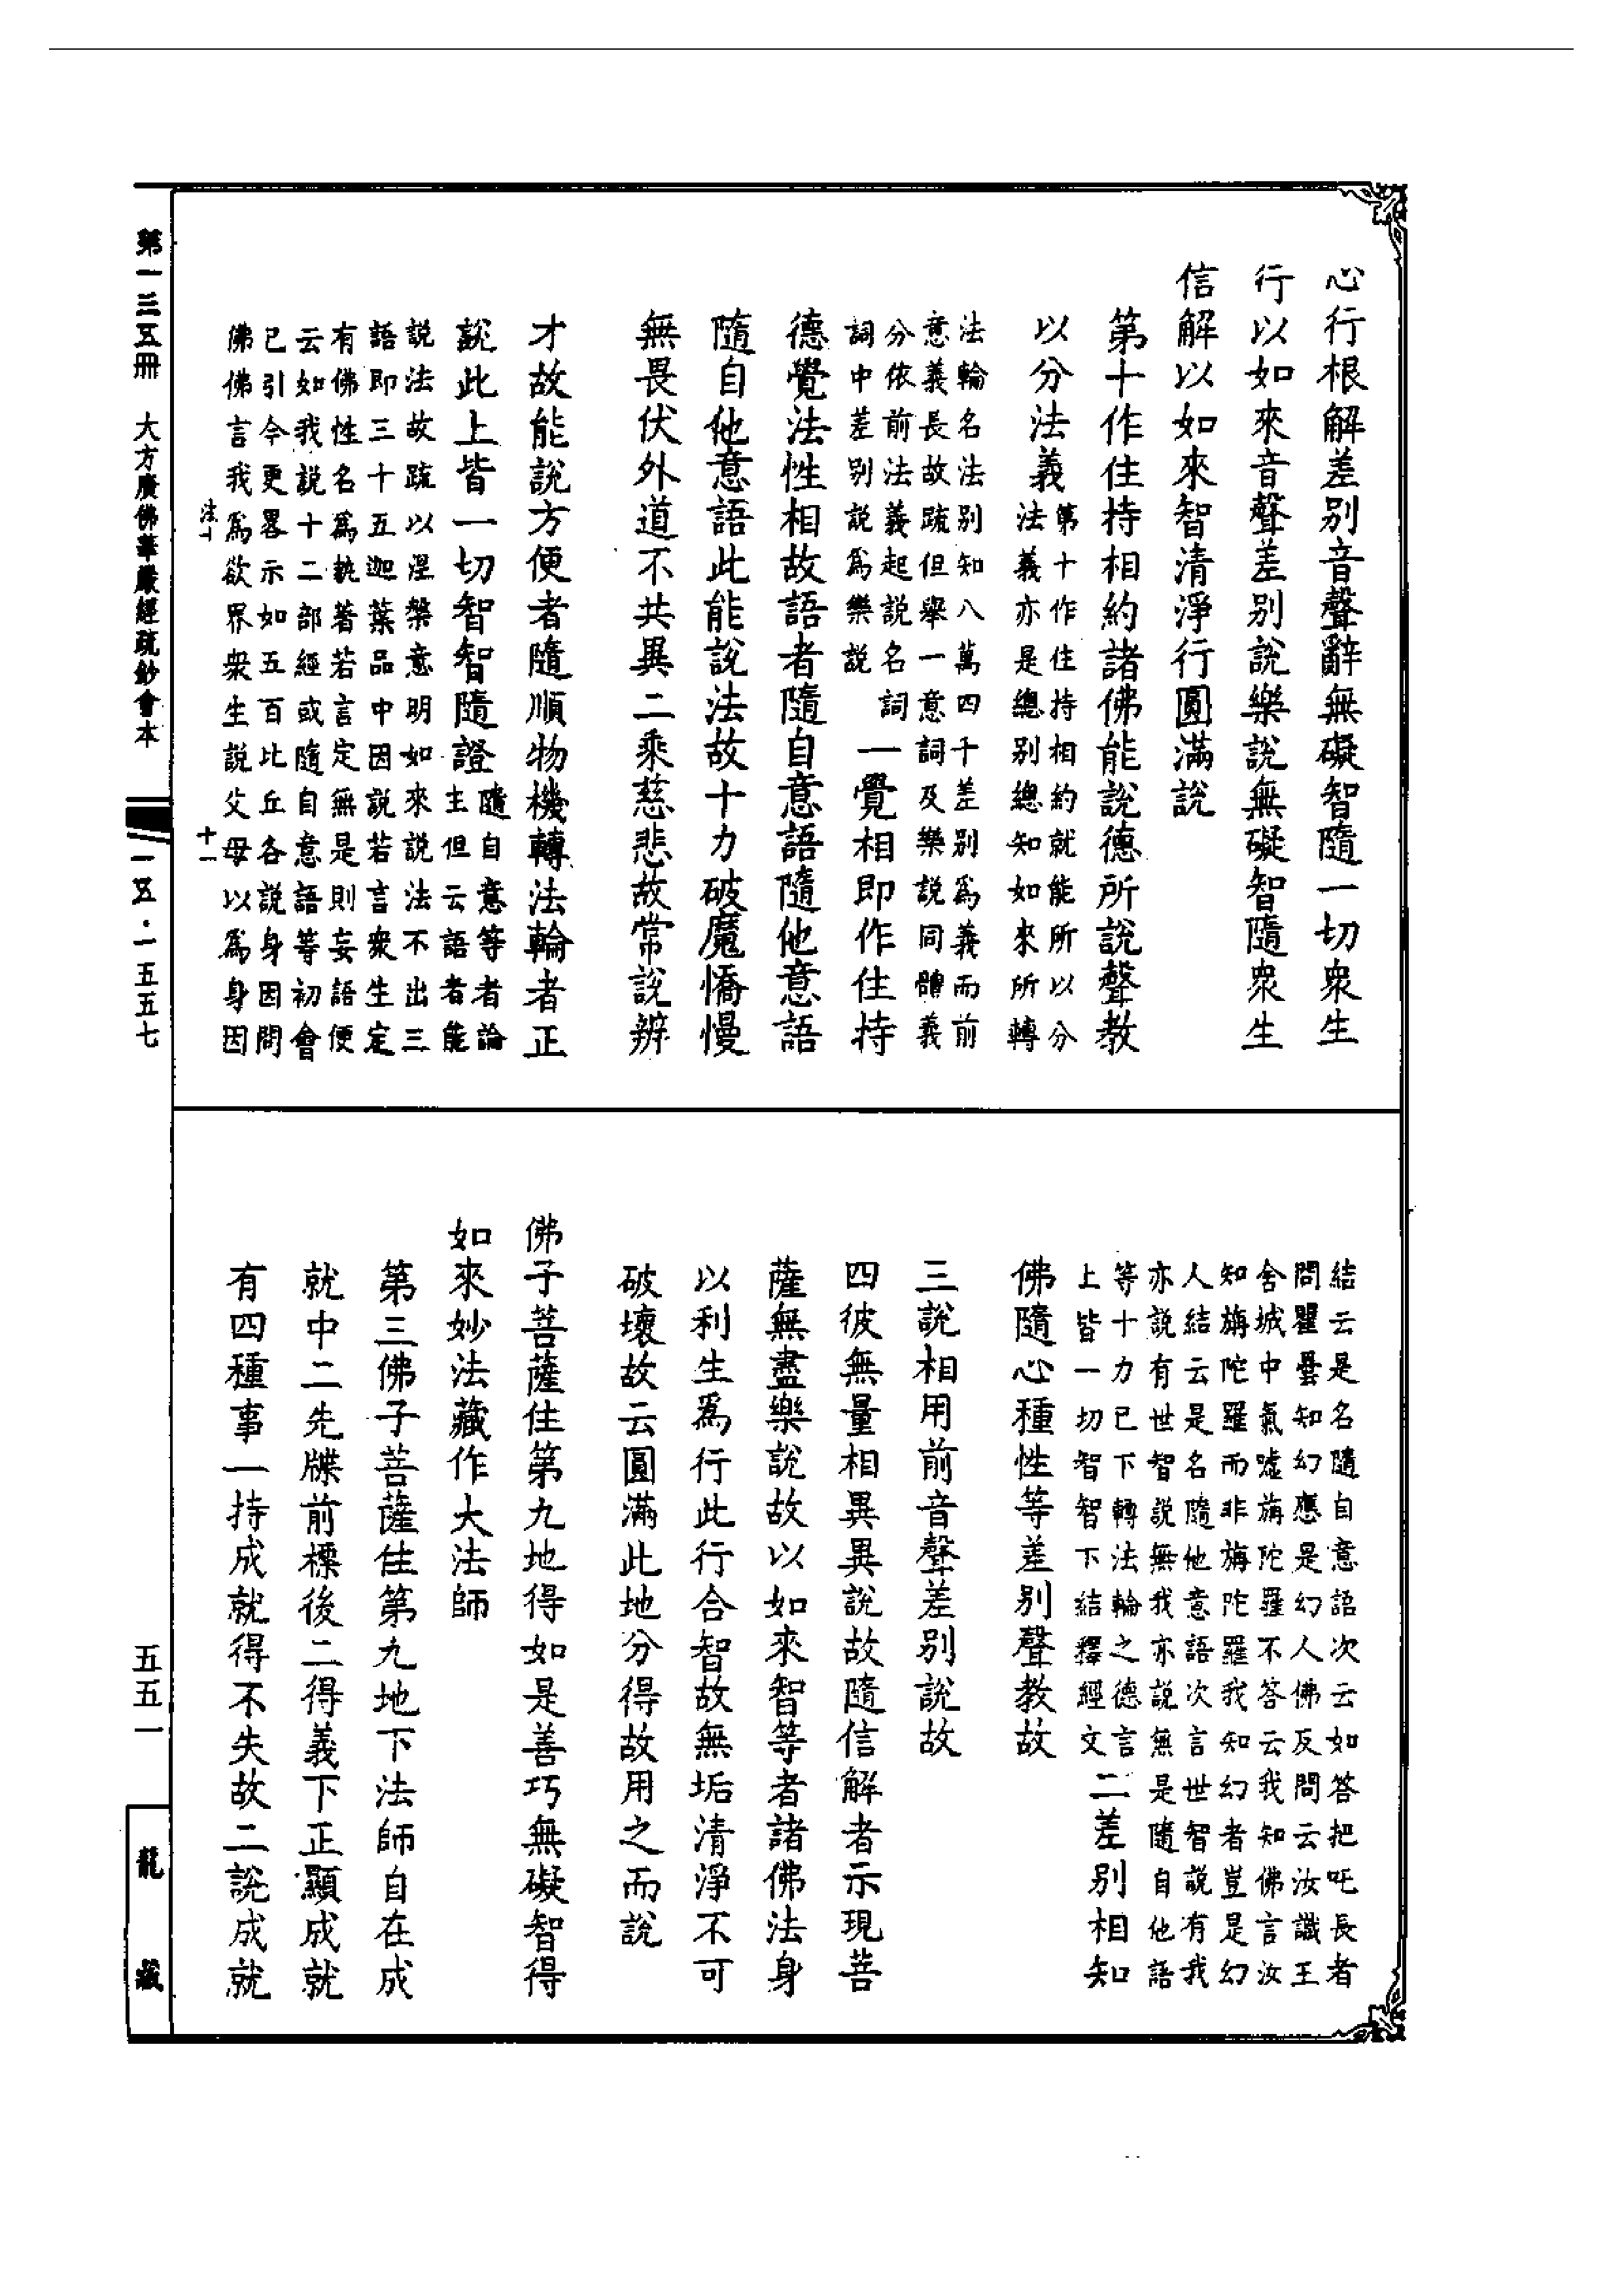 心行根解差別音聲辭無礙智隨一切衆生
行以如來音聲差別說樂說無礙智隨衆生
信解以如來智清淨行圓滿說
第十作住持相約諸佛能說德所說聲教
以分法義
第十作住持相約就能所以分
法義亦是總別總知如來所轉
法輪名法別知八萬四千差別爲義而前
意義長故疏但舉一意詞及樂說同體義
分依前法義起說名詞
詞中差別說爲樂說
一覺相即作住持
德覺法性相故語者隨自意語隨他意語
隨自他意語此能說法故十力破魔憍慢
無畏伏外道不共異二乘慈悲故常說辨
才故能說方便者隨順物機轉法輪者正
說此上皆一切智智隨證
隨自意等者論
主但云語者能
説法故疏以涅槃意明如來説法不出三
語即三十五迦葉品中因説若言衆生定
有佛性名爲執著若言定無是則妄語便
云如我説十二部經或隨自意語等初會
已引今更畧示如五百比丘各説身因問
佛佛言我爲欲界衆生説父母以爲身因
結云是名隨自意語次云如答把吒長者
問瞿曇知幻應是幻人佛反問云汝識王
舍城中氣噓旃陀羅不答云我知佛言汝
知旃陀羅而非旃陀羅我知幻者豈是幻
人結云是名隨他意語次言世智説有我
亦説有世智説無我亦説無是隨自他語
等十力已下轉法輪之德言
上皆一切智智下結釋經文
二差別相知
佛隨心種性等差別聲教故
三說相用前音聲差別說故
四彼無量相異異說故隨信解者示現菩
薩無盡樂說故以如來智等者諸佛法身
以利生爲行此行合智故無垢清淨不可
破壞故云圓滿此地分得故用之而說
佛子菩薩住第九地得如是善巧無礙智得
如來妙法藏作大法師
第三佛子菩薩住第九地下法師自在成
就中二先牒前標後二得義下正顯成就
有四種事一持成就得不失故二說成就
法十
十一
第一三五冊
大方廣佛華嚴經疏鈔會本
一五·一五五七
五五一
龍藏